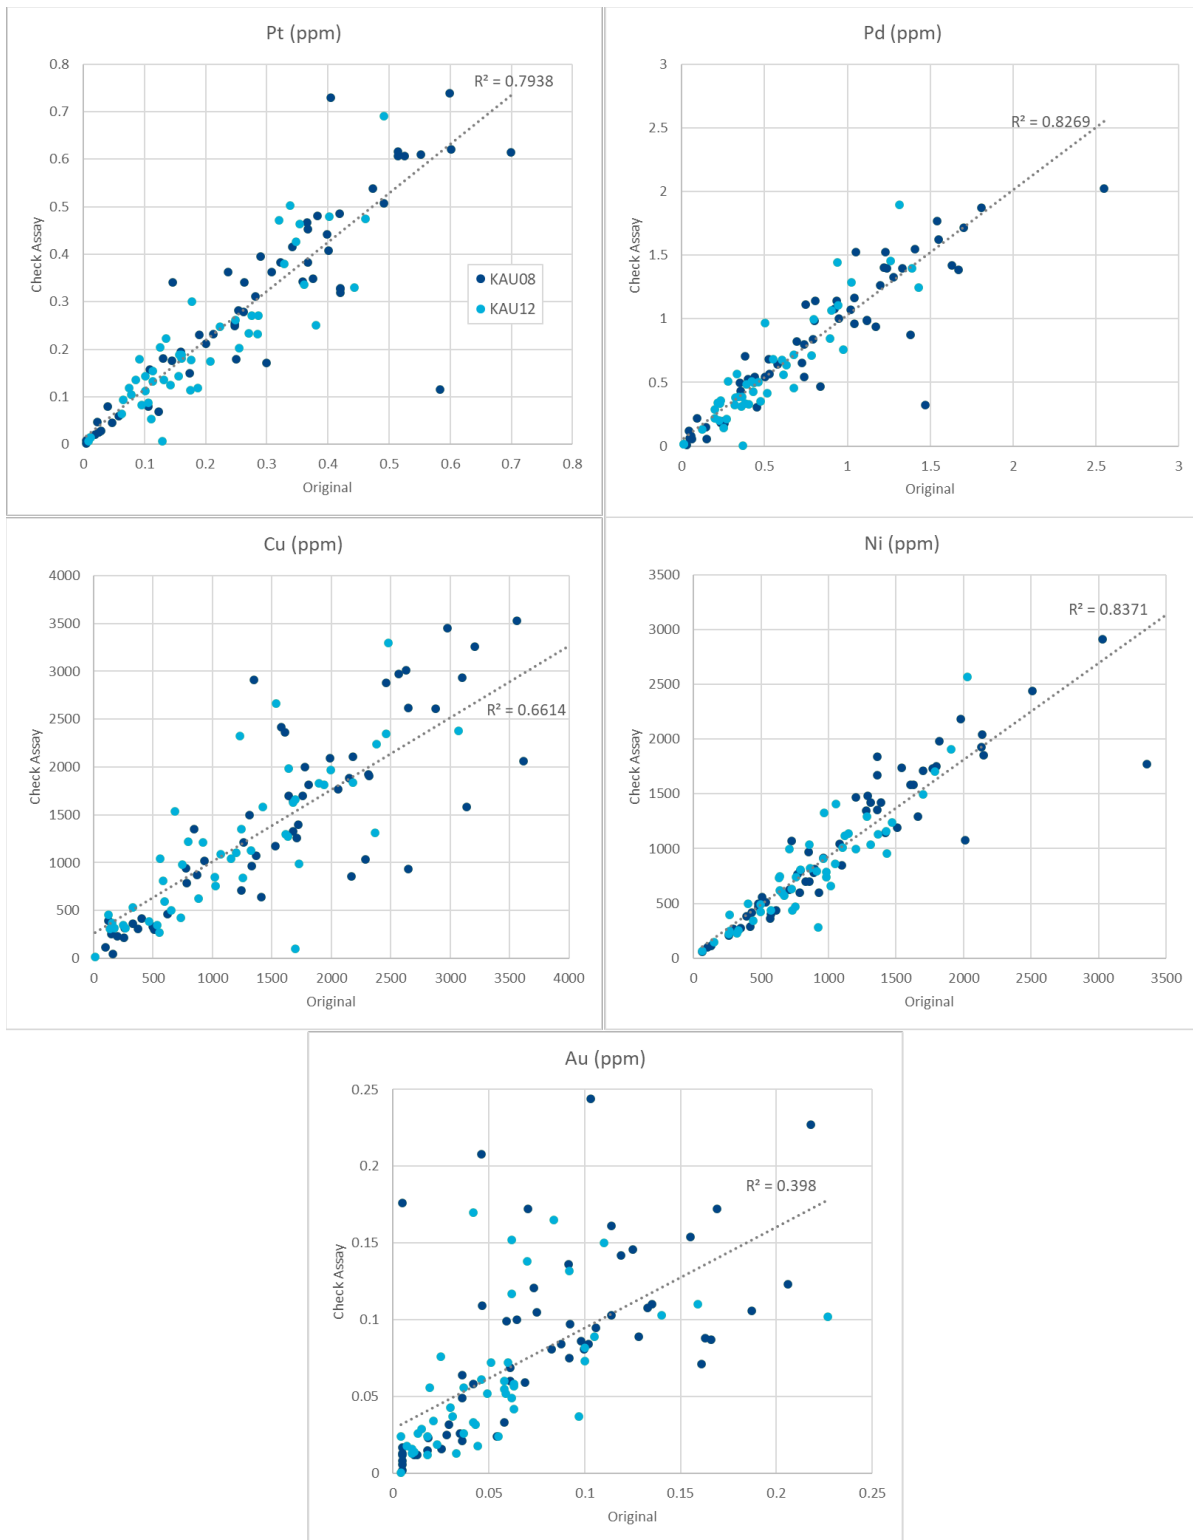 Pt (ppm)
0.8
0.7
0.6
0.5
0.4
0.3
0.2
0.1
0
Check Assay
R² = 0.7938
KAU08
KAU12
0 0.1 0.2 0.3 0.4 0.5 0.6 0.7 0.8
Original
Pd (ppm)
3
2.5
2
1.5
1
0.5
0
Check Assay
R² = 0.8269
0 0.5 1 1.5 2 2.5 3
Original
Cu (ppm)
4000
3500
3000
2500
2000
1500
1000
500
0
Check Assay
R² = 0.6614
0 500 1000 1500 2000 2500 3000 3500 4000
Original
Ni (ppm)
3500
3000
2500
2000
1500
1000
500
0
Check Assay
R² = 0.8371
0 500 1000 1500 2000 2500 3000 3500
Original
Au (ppm)
0.25
0.2
0.15
0.1
0.05
0
Check Assay
R² = 0.398
0 0.05 0.1 0.15 0.2 0.25
Original